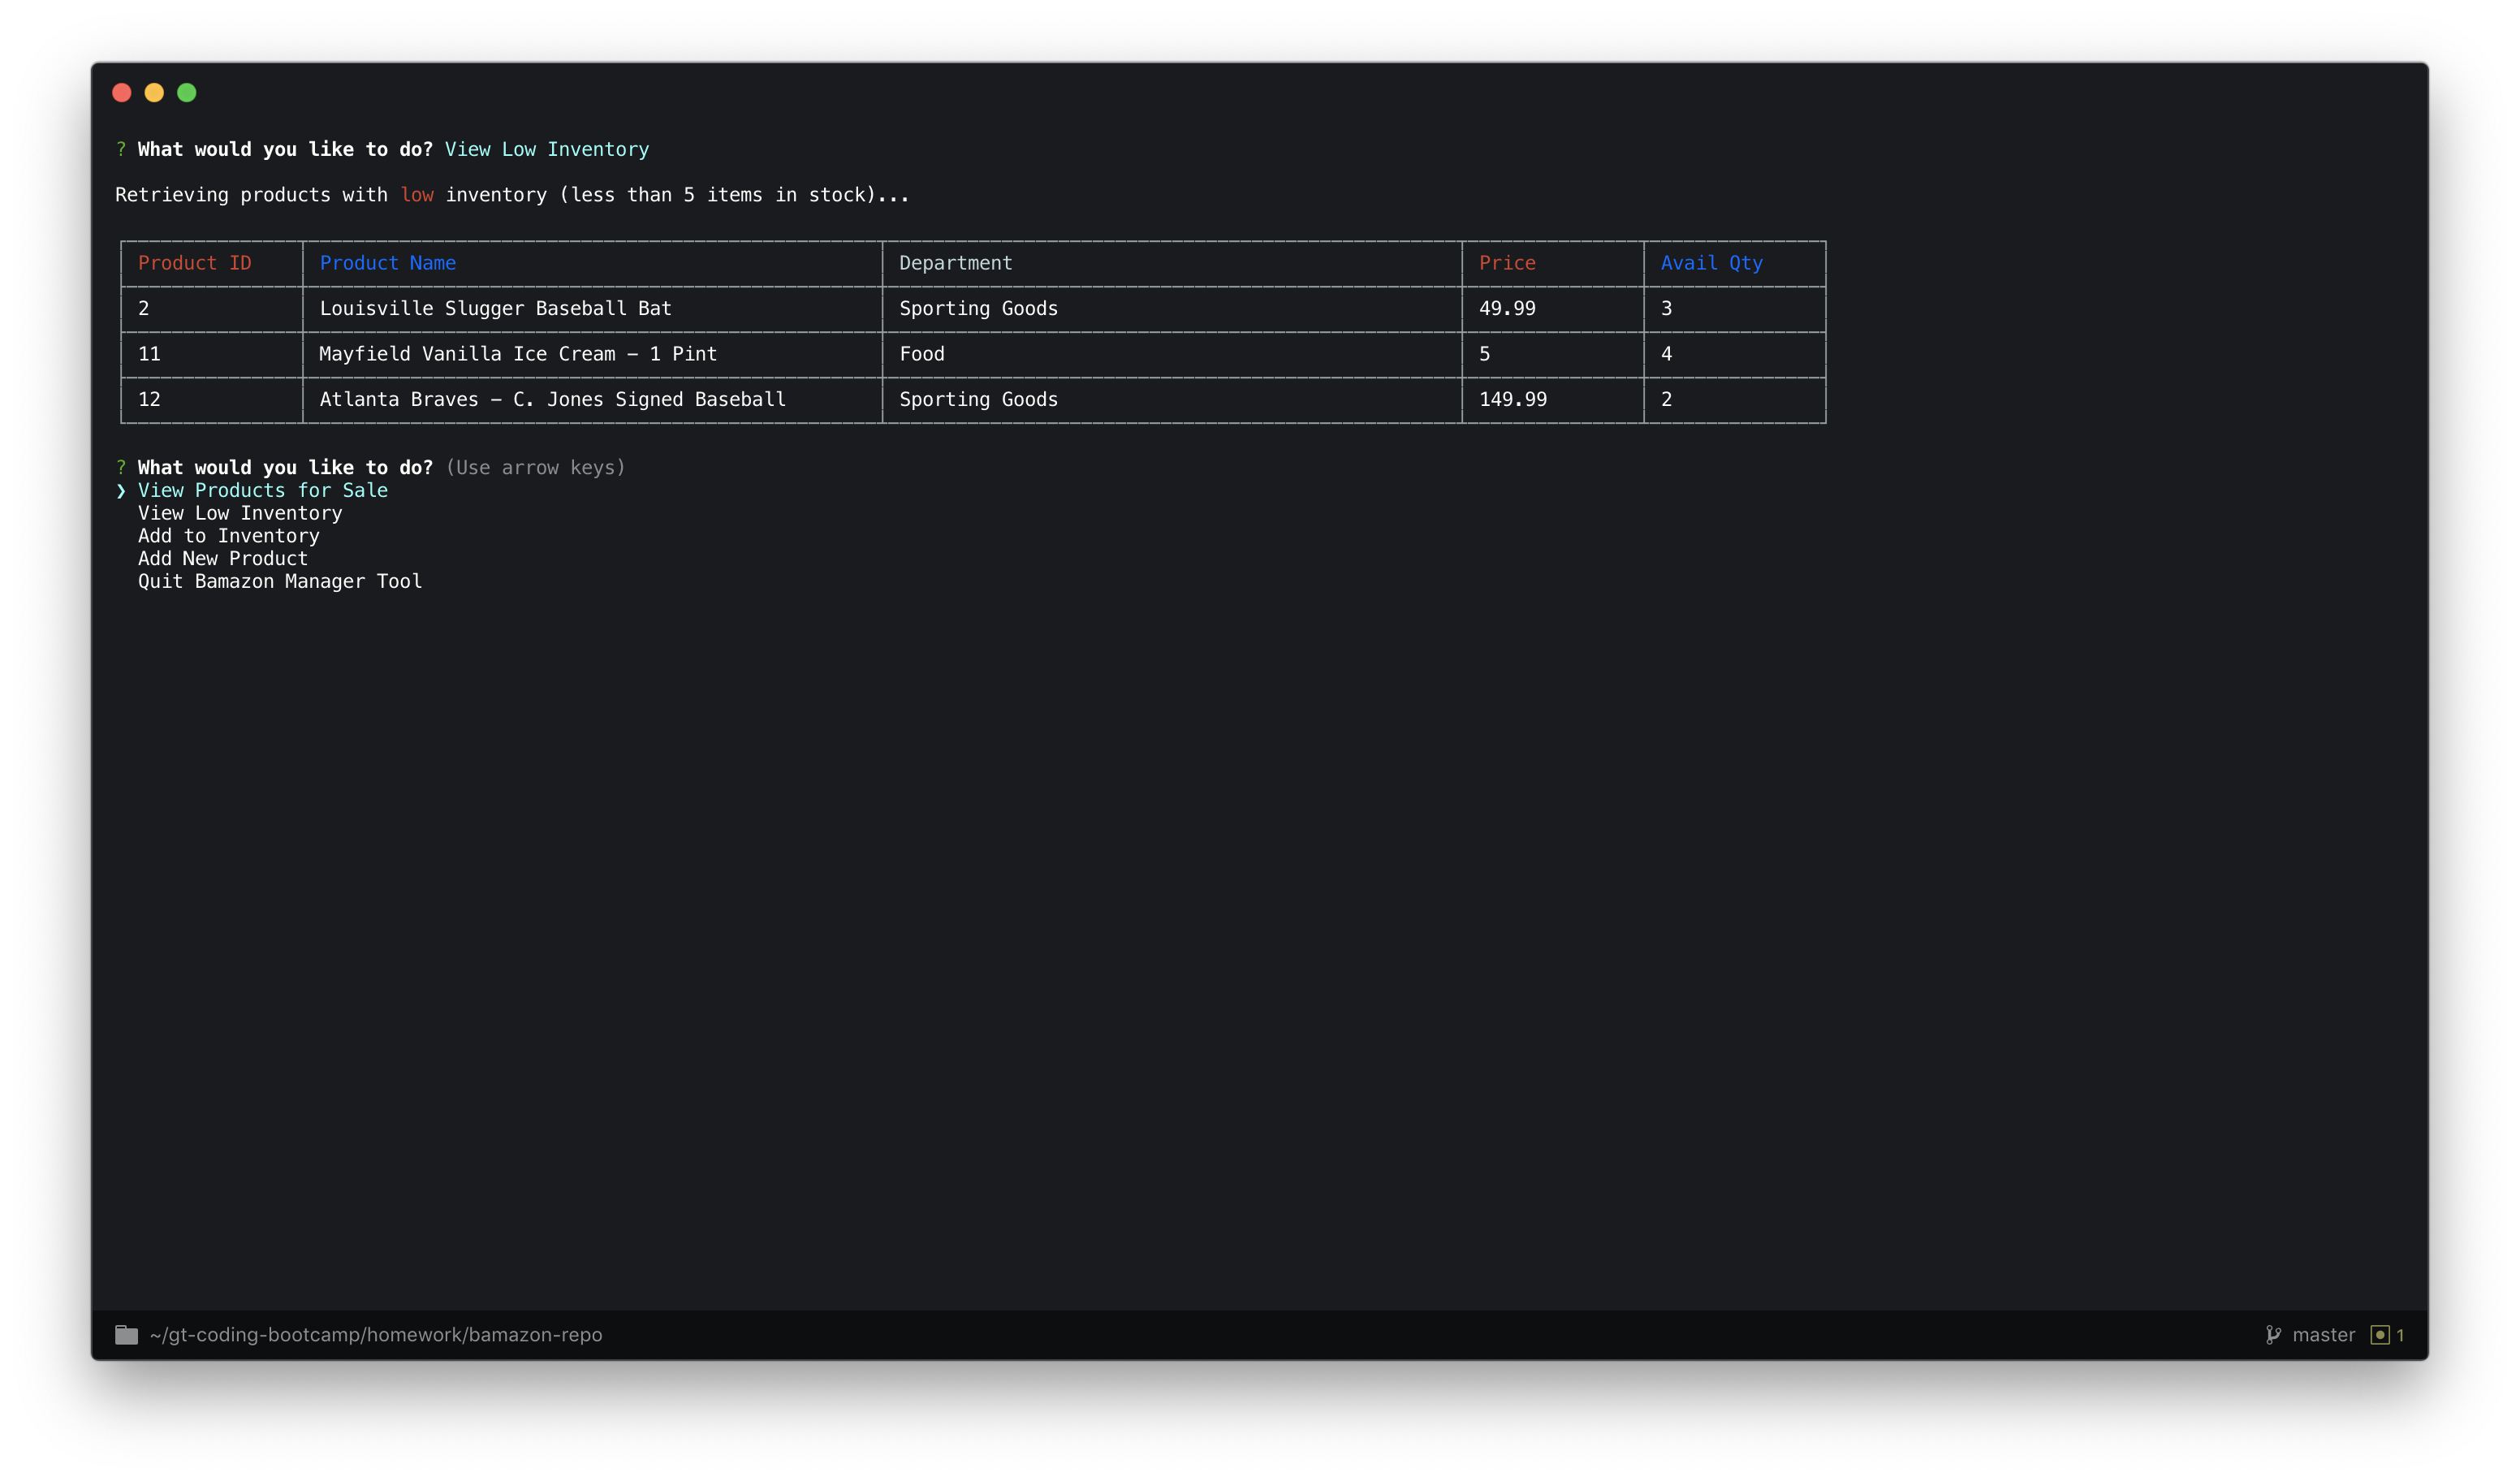 ? What would you like to do? View Low Inventory
Retrieving products with low inventory (less than 5 items in stock)...
Product ID Product Name Department Price Avail Qty
2 Louisville Slugger Baseball Bat Sporting Goods 49.99 3
11 Mayfield Vanilla Ice Cream – 1 Pint Food 5 4
12 Atlanta Braves – C. Jones Signed Baseball Sporting Goods 149.99 2
? What would you like to do? (Use arrow keys)
❯ View Products for Sale
View Low Inventory
Add to Inventory
Add New Product
Quit Bamazon Manager Tool
~/gt-coding-bootcamp/homework/bamazon-repo master 1